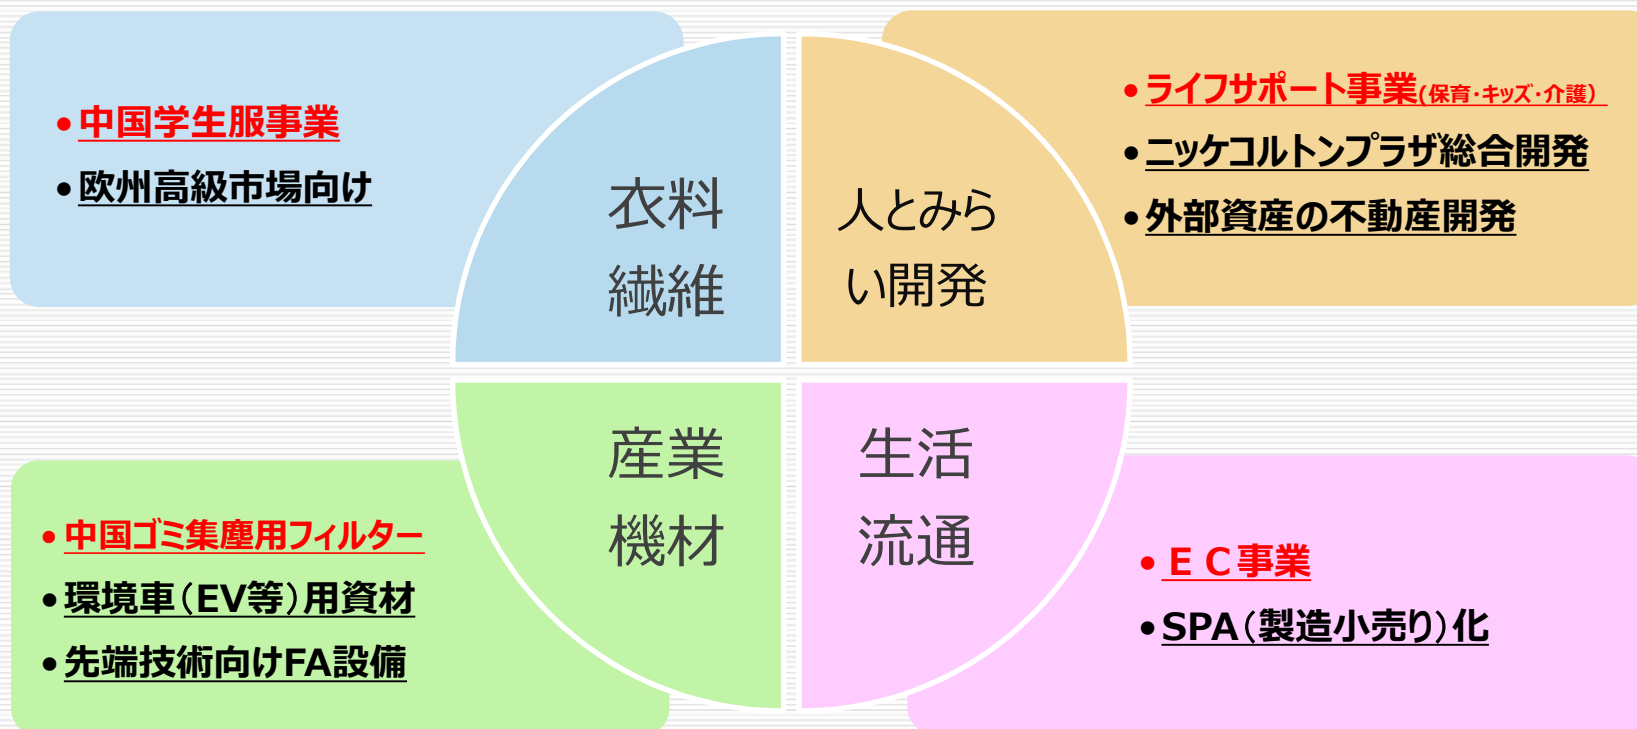 •中国学生服事業
•欧州高級市場向け
衣料
繊維
人とみら
い開発
•ライフサポート事業(保育・キッズ・介護)
•ニッケコルトンプラザ総合開発
•外部資産の不動産開発
産業
機材
生活
流通
•中国ゴミ集塵用フィルター
•環境車(EV等)用資材
•先端技術向けFA設備
•ＥＣ事業
•SPA(製造小売り)化